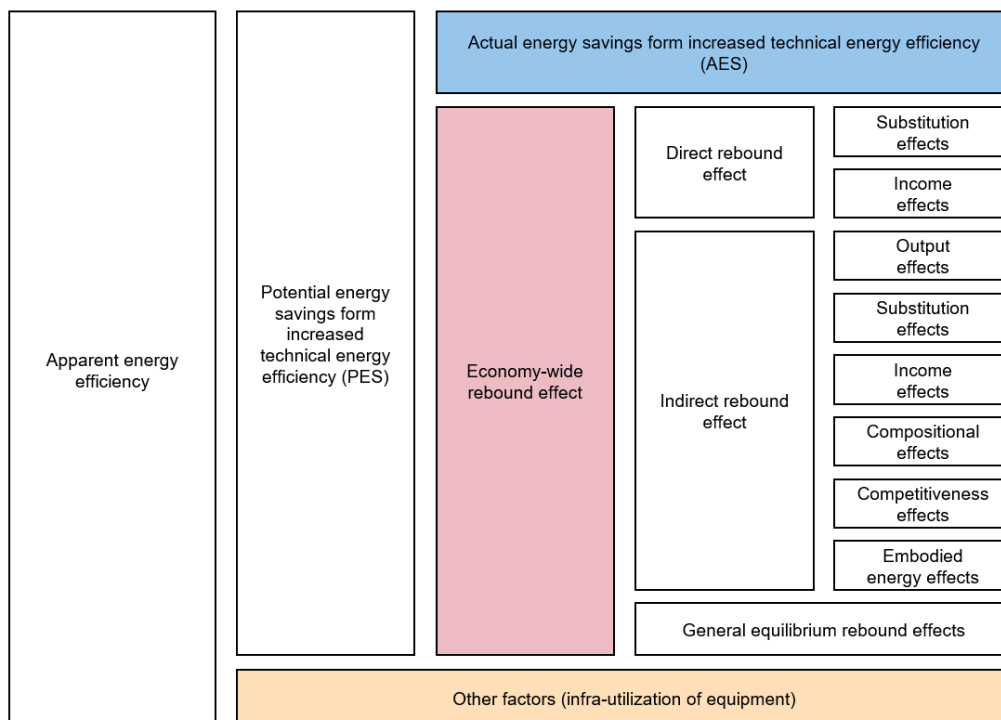 Apparent energy
efficiency
Potential energy
savings form
increased
technical energy
efficiency (PES)
Actual energy savings form increased technical energy efficiency
(AES)
Economy-wide
rebound effect
Direct rebound
effect
Substitution
effects
Income
effects
Indirect rebound
effect
Output
effects
Substitution
effects
Income
effects
Compositional
effects
Competitiveness
effects
Embodied
energy effects
General equilibrium rebound effects
Other factors (infra-utilization of equipment)